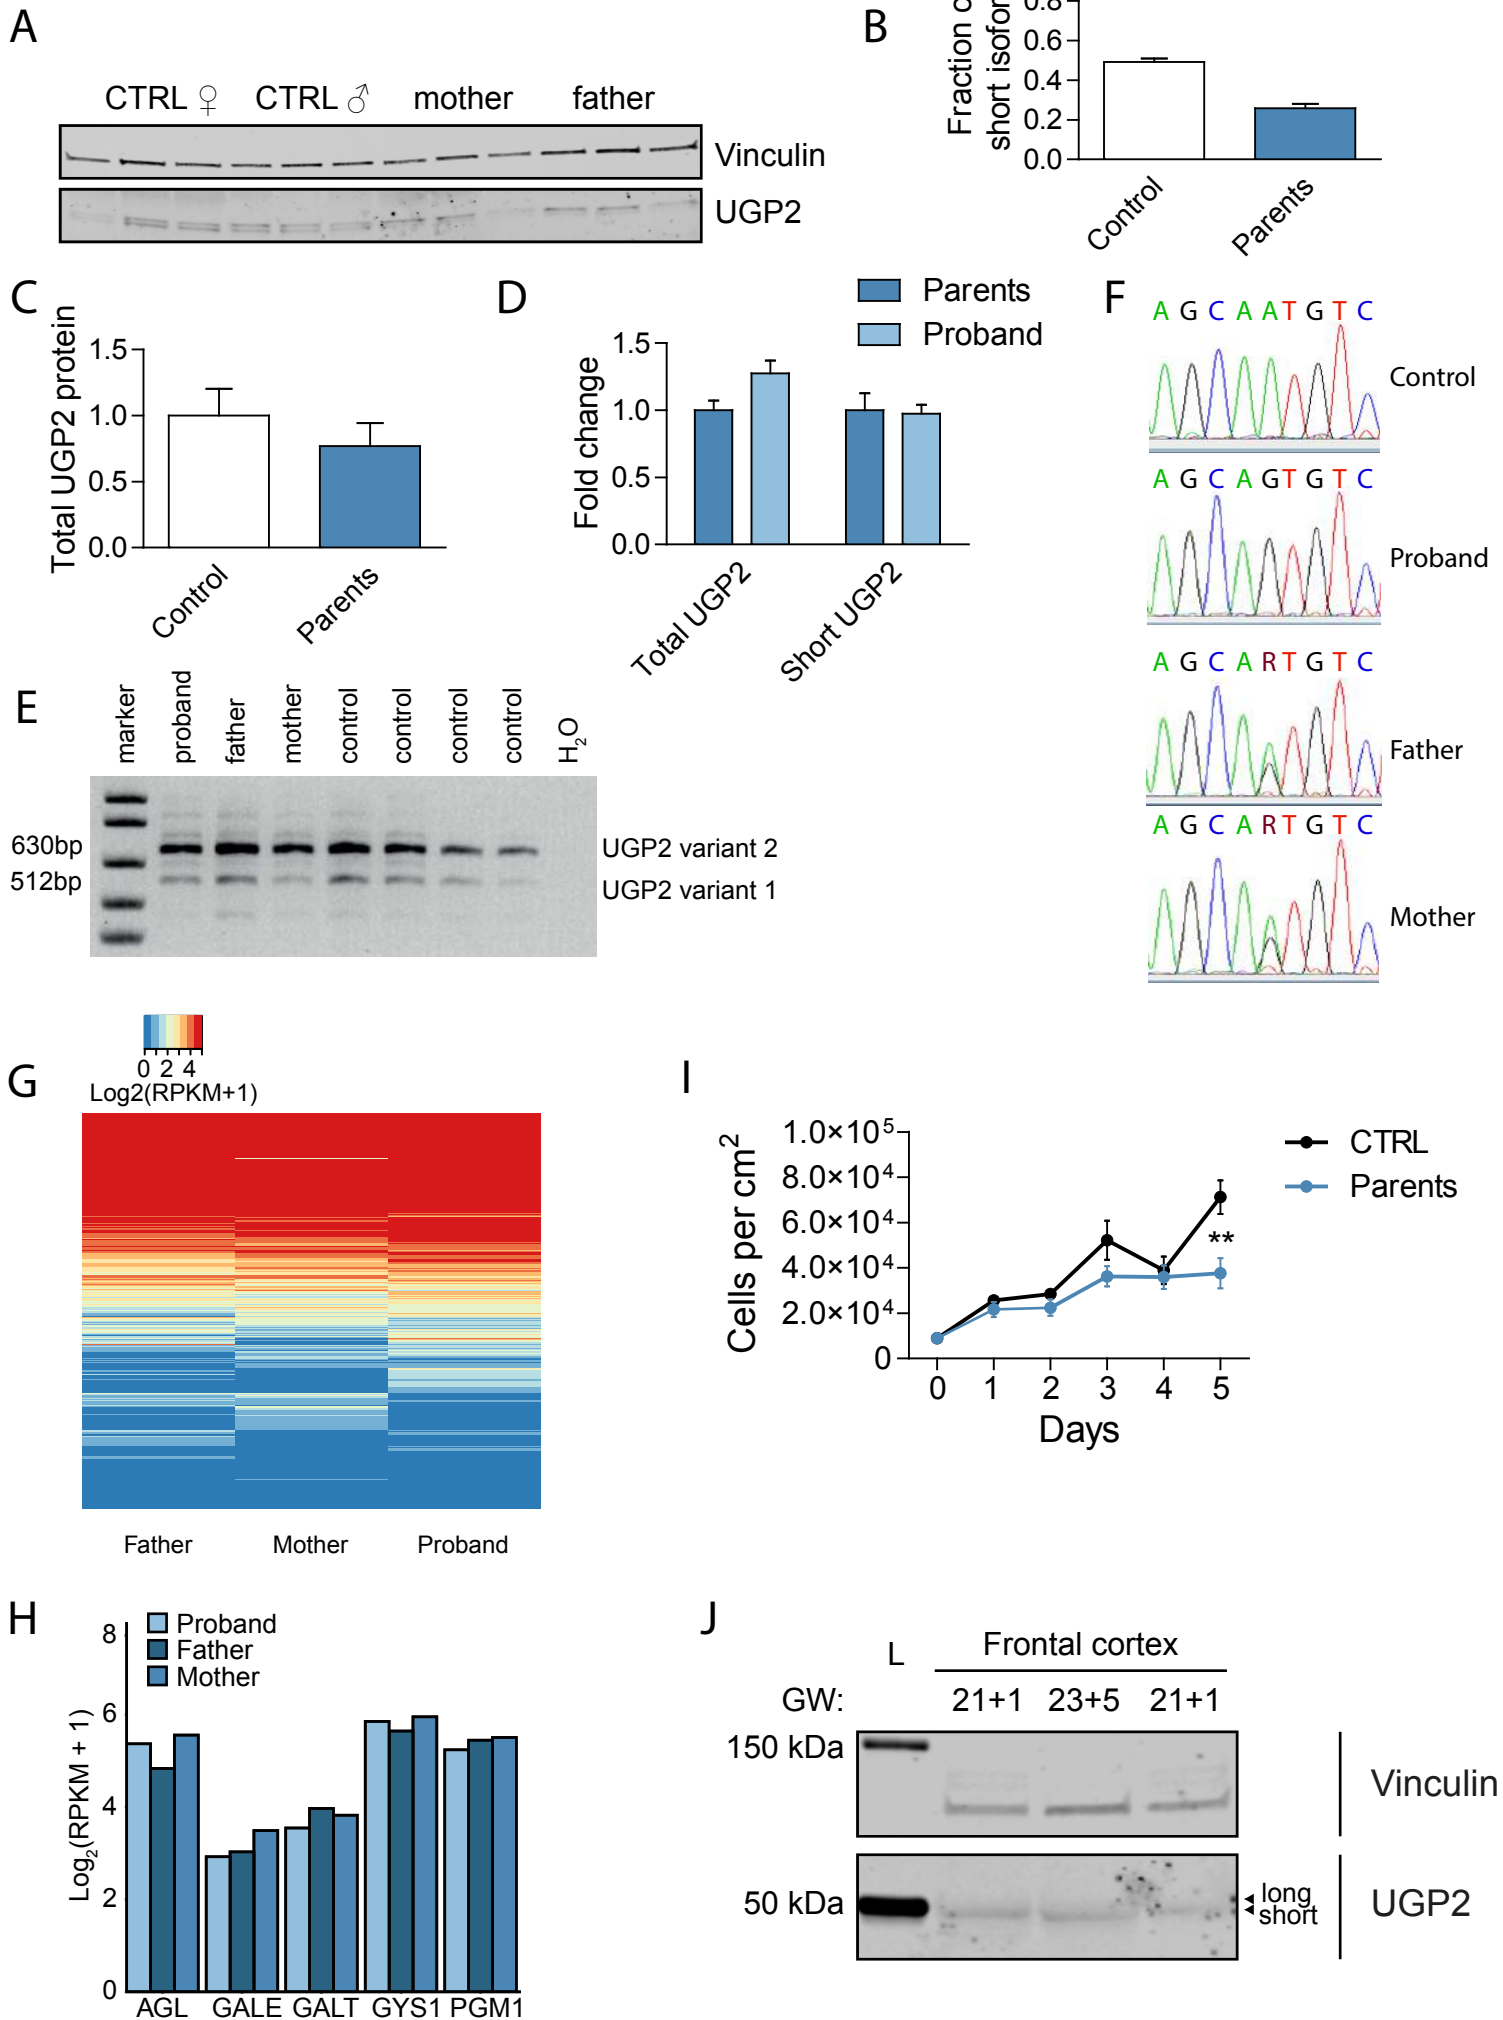 A
CTRL ♀ CTRL ♂ mother father
Vinculin
UGP2
B
Fraction o
short isofor
0.8
0.6
0.4
0.2
0.0
Control
Parents
C
Total UGP2 protein
1.5
1.0
0.5
0.0
Control
Parents
D
Parents
Proband
Fold change
1.5
1.0
0.5
0.0
Total UGP2
Short UGP2
F
A G C A A T G T C
Control
A G C A G T G T C
Proband
A G C A R T G T C
Father
A G C A R T G T C
Mother
E
marker
proband
father
mother
control
control
control
control
H₂O
630bp
512bp
UGP2 variant 2
UGP2 variant 1
G
0 2 4
Log2(RPKM+1)
Father Mother Proband
I
Cells per cm²
1.0×10⁵
8.0×10⁴
6.0×10⁴
4.0×10⁴
2.0×10⁴
0
**
0 1 2 3 4 5
Days
CTRL
Parents
H
Proband
Father
Mother
Log₂(RPKM + 1)
8
6
4
2
0
AGL GALE GALT GYS1 PGM1
J
L Frontal cortex
GW: 21+1 23+5 21+1
150 kDa
Vinculin
50 kDa
long
short
UGP2